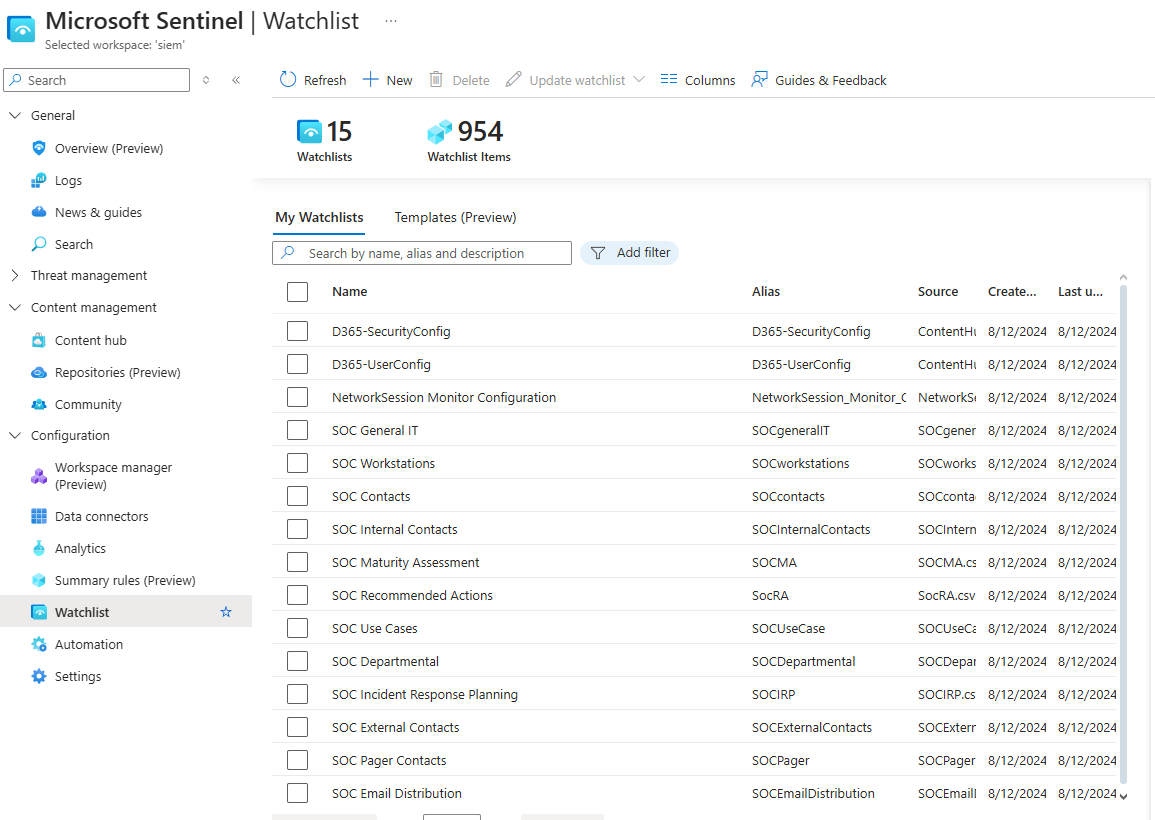 Microsoft Sentinel | Watchlist ...
Selected workspace: 'siem'
Search
General
Overview (Preview)
Logs
News & guides
Search
Threat management
Content management
Content hub
Repositories (Preview)
Community
Configuration
Workspace manager
(Preview)
Data connectors
Analytics
Summary rules (Preview)
Watchlist
Automation
Settings
Refresh New Delete Update watchlist Columns Guides & Feedback
15 954
Watchlists Watchlist Items
My Watchlists Templates (Preview)
Search by name, alias and description Add filter
Name Alias Source Create... Last u...
D365-SecurityConfig D365-SecurityConfig ContentHu 8/12/2024 8/12/2024
D365-UserConfig D365-UserConfig ContentHu 8/12/2024 8/12/2024
NetworkSession Monitor Configuration NetworkSession_Monitor_C NetworkSe 8/12/2024 8/12/2024
SOC General IT SOCgeneralIT SOCgener 8/12/2024 8/12/2024
SOC Workstations SOCworkstations SOCworks 8/12/2024 8/12/2024
SOC Contacts SOCcontacts SOCconta 8/12/2024 8/12/2024
SOC Internal Contacts SOCInternalContacts SOCIntern 8/12/2024 8/12/2024
SOC Maturity Assessment SOCMA SOCMA.cs 8/12/2024 8/12/2024
SOC Recommended Actions SocRA SocRA.csv 8/12/2024 8/12/2024
SOC Use Cases SOCUseCase SOCUseCa 8/12/2024 8/12/2024
SOC Departmental SOCDepartmental SOCDepar 8/12/2024 8/12/2024
SOC Incident Response Planning SOCIRP SOCIRP.cs 8/12/2024 8/12/2024
SOC External Contacts SOCExternalContacts SOCExterr 8/12/2024 8/12/2024
SOC Pager Contacts SOCPager SOCPager 8/12/2024 8/12/2024
SOC Email Distribution SOCEmailDistribution SOCEmailI 8/12/2024 8/12/2024